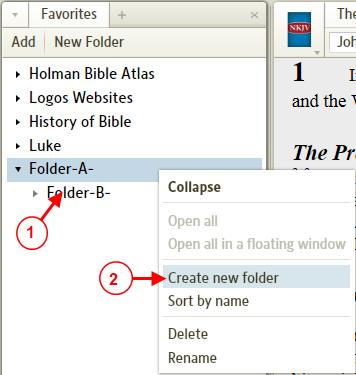 Favorites
Add New Folder
Holman Bible Atlas
Logos Websites
History of Bible
Luke
Folder-A-
Folder-B-
1
Collapse
Open all
Open all in a floating window
2
Create new folder
Sort by name
Delete
Rename
NKJV
The
Joh
1 I
and the V
The Pr